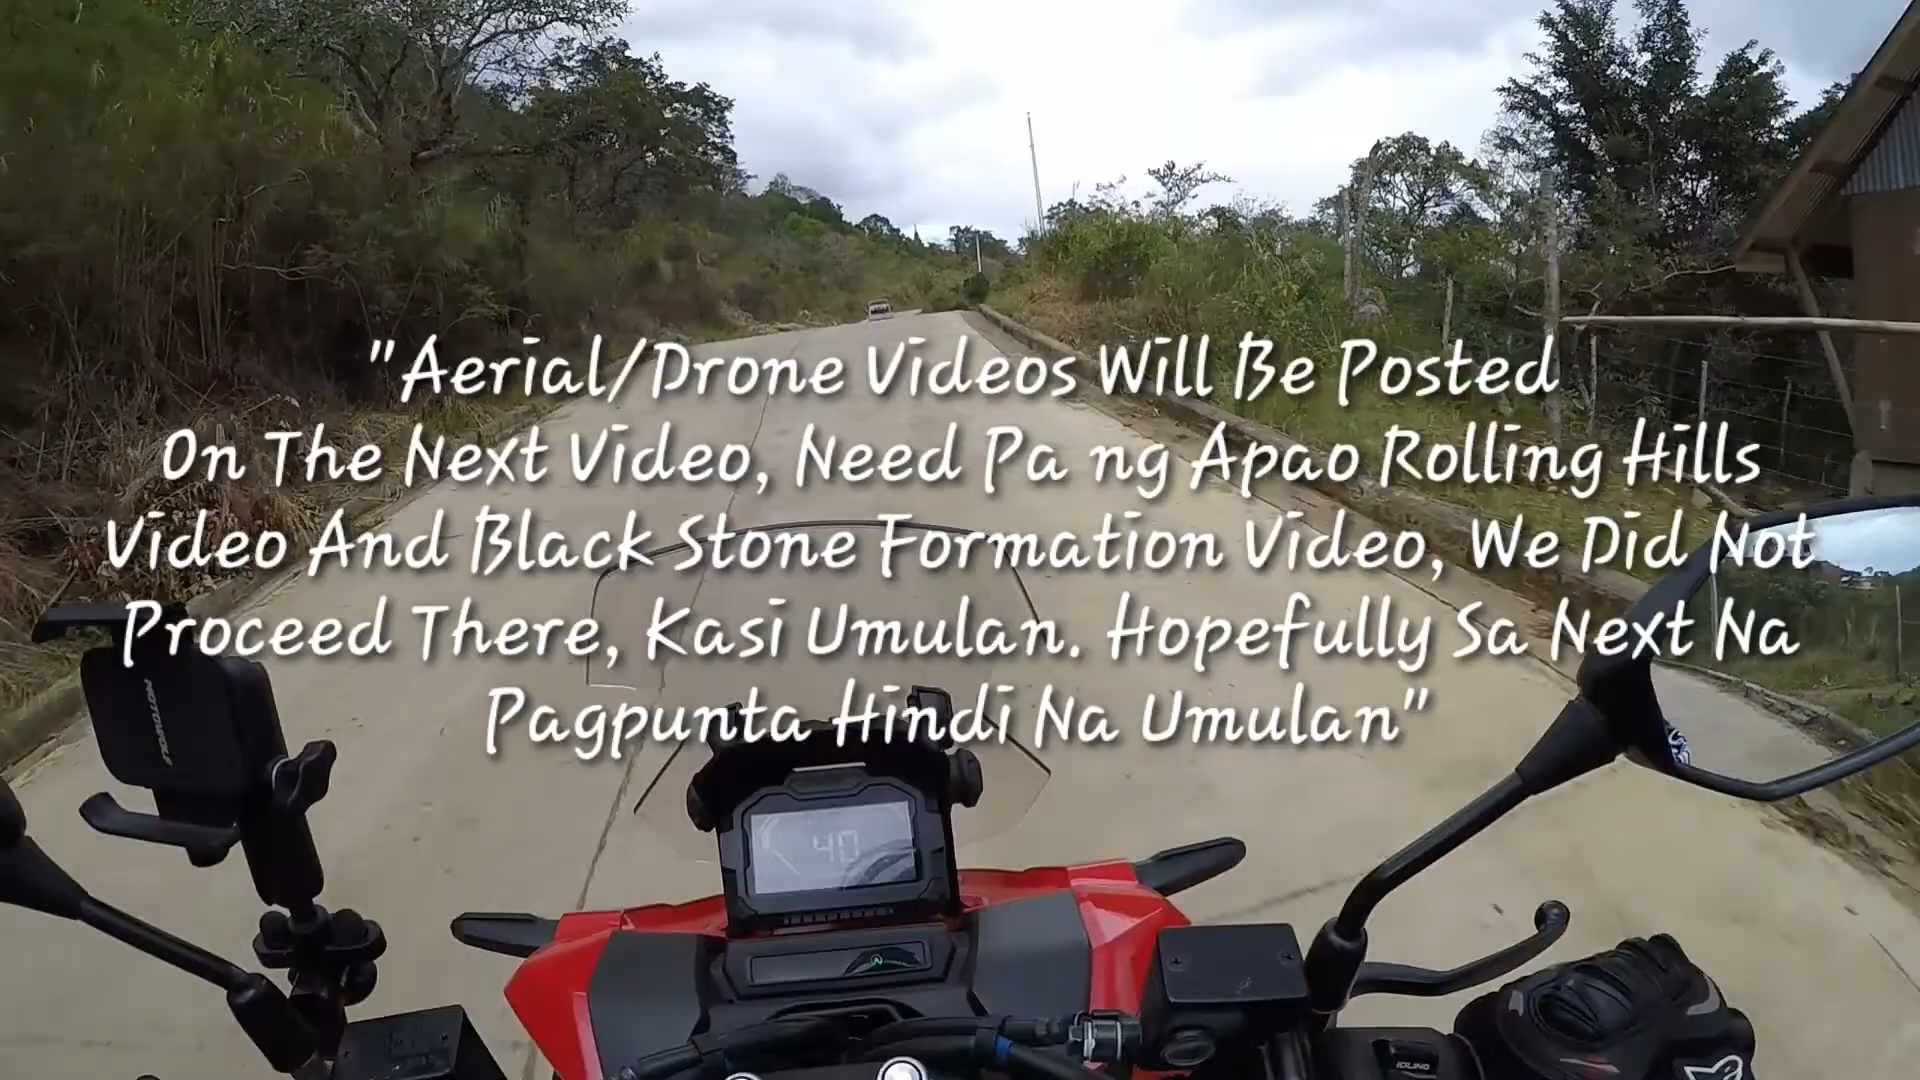 "Aerial/Drone Videos Will Be Posted
On The Next Video, Need Pa ng Apao Rolling Hills
Video And Black Stone Formation Video, We Did Not
Proceed There, Kasi Umulan. Hopefully Sa Next Na
Pagpunta Hindi Na Umulan"
MOTOWOLF
40
IDLING